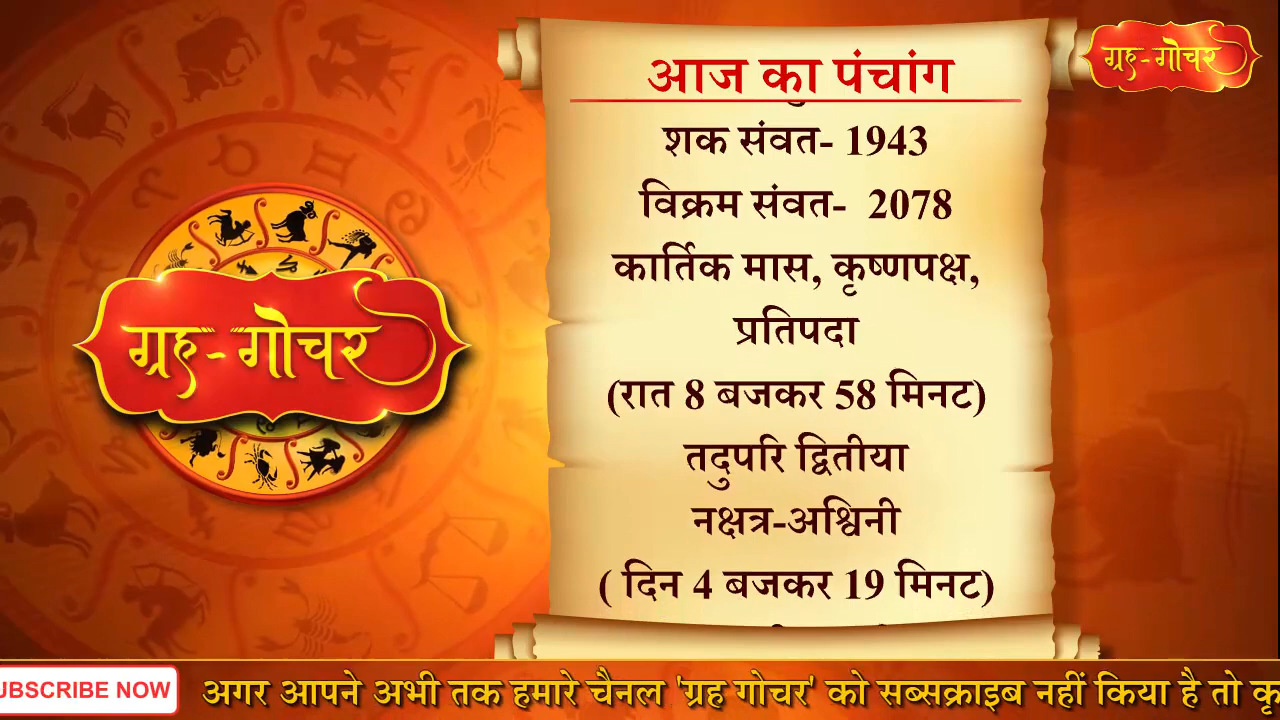 आज का पंचांग
ग्रह-गोचर
शक संवत- 1943
विक्रम संवत- 2078
कार्तिक मास, कृष्णपक्ष,
प्रतिपदा
(रात 8 बजकर 58 मिनट)
तदुपरि द्वितीया
नक्षत्र-अश्विनी
( दिन 4 बजकर 19 मिनट)
ग्रह-गोचर
UBSCRIBE NOW
अगर आपने अभी तक हमारे चैनल 'ग्रह गोचर' को सब्सक्राइब नहीं किया है तो कृ